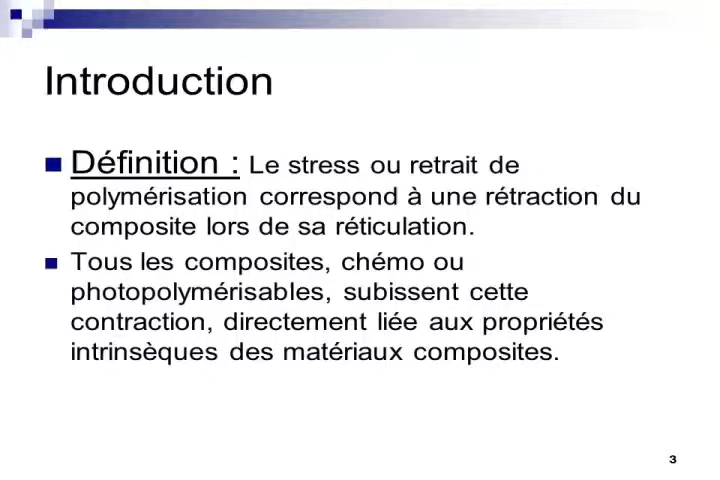 Introduction
Définition : Le stress ou retrait de
polymérisation correspond à une rétraction du
composite lors de sa réticulation.
Tous les composites, chémo ou
photopolymérisables, subissent cette
contraction, directement liée aux propriétés
intrinsèques des matériaux composites.
3